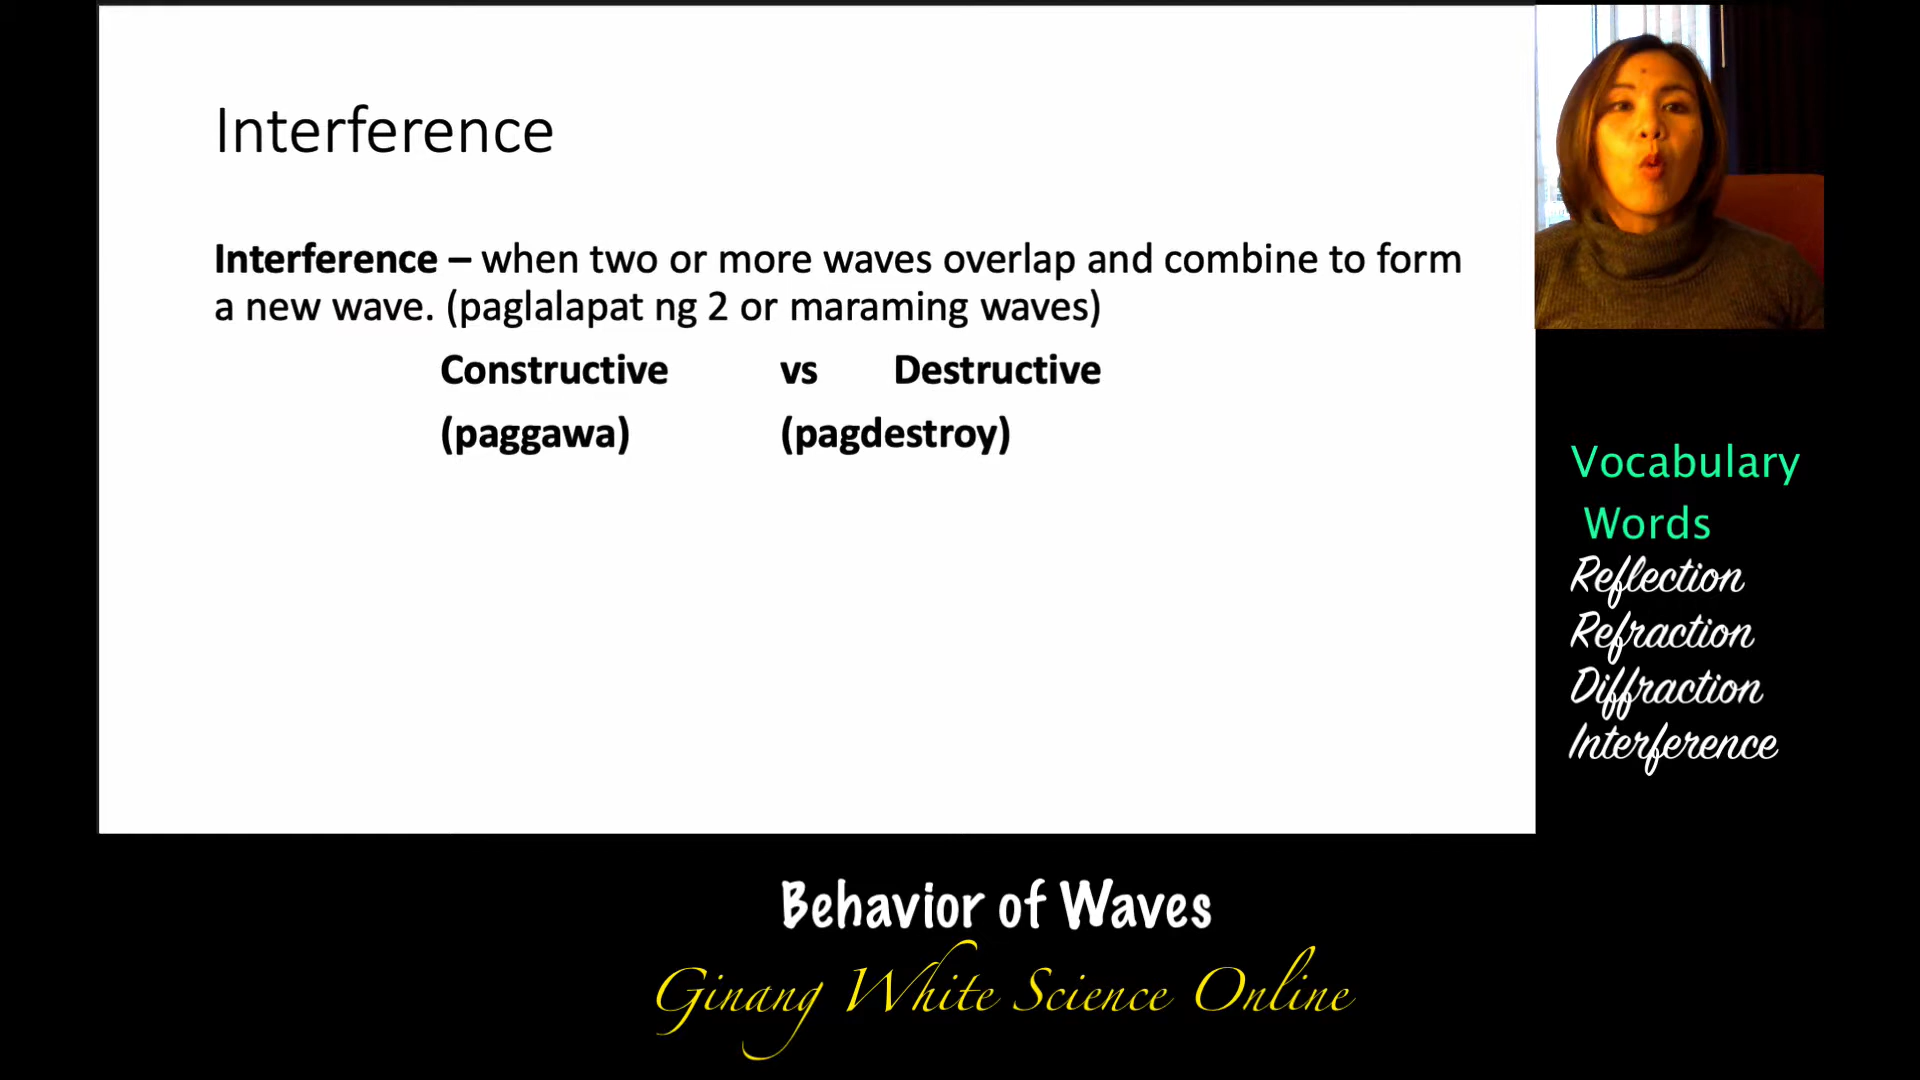 Interference
Interference – when two or more waves overlap and combine to form
a new wave. (paglalapat ng 2 or maraming waves)
Constructive vs Destructive
(paggawa) (pagdestroy)
Vocabulary
Words
Reflection
Refraction
Diffraction
Interference
Behavior of Waves
Ginang White Science Online